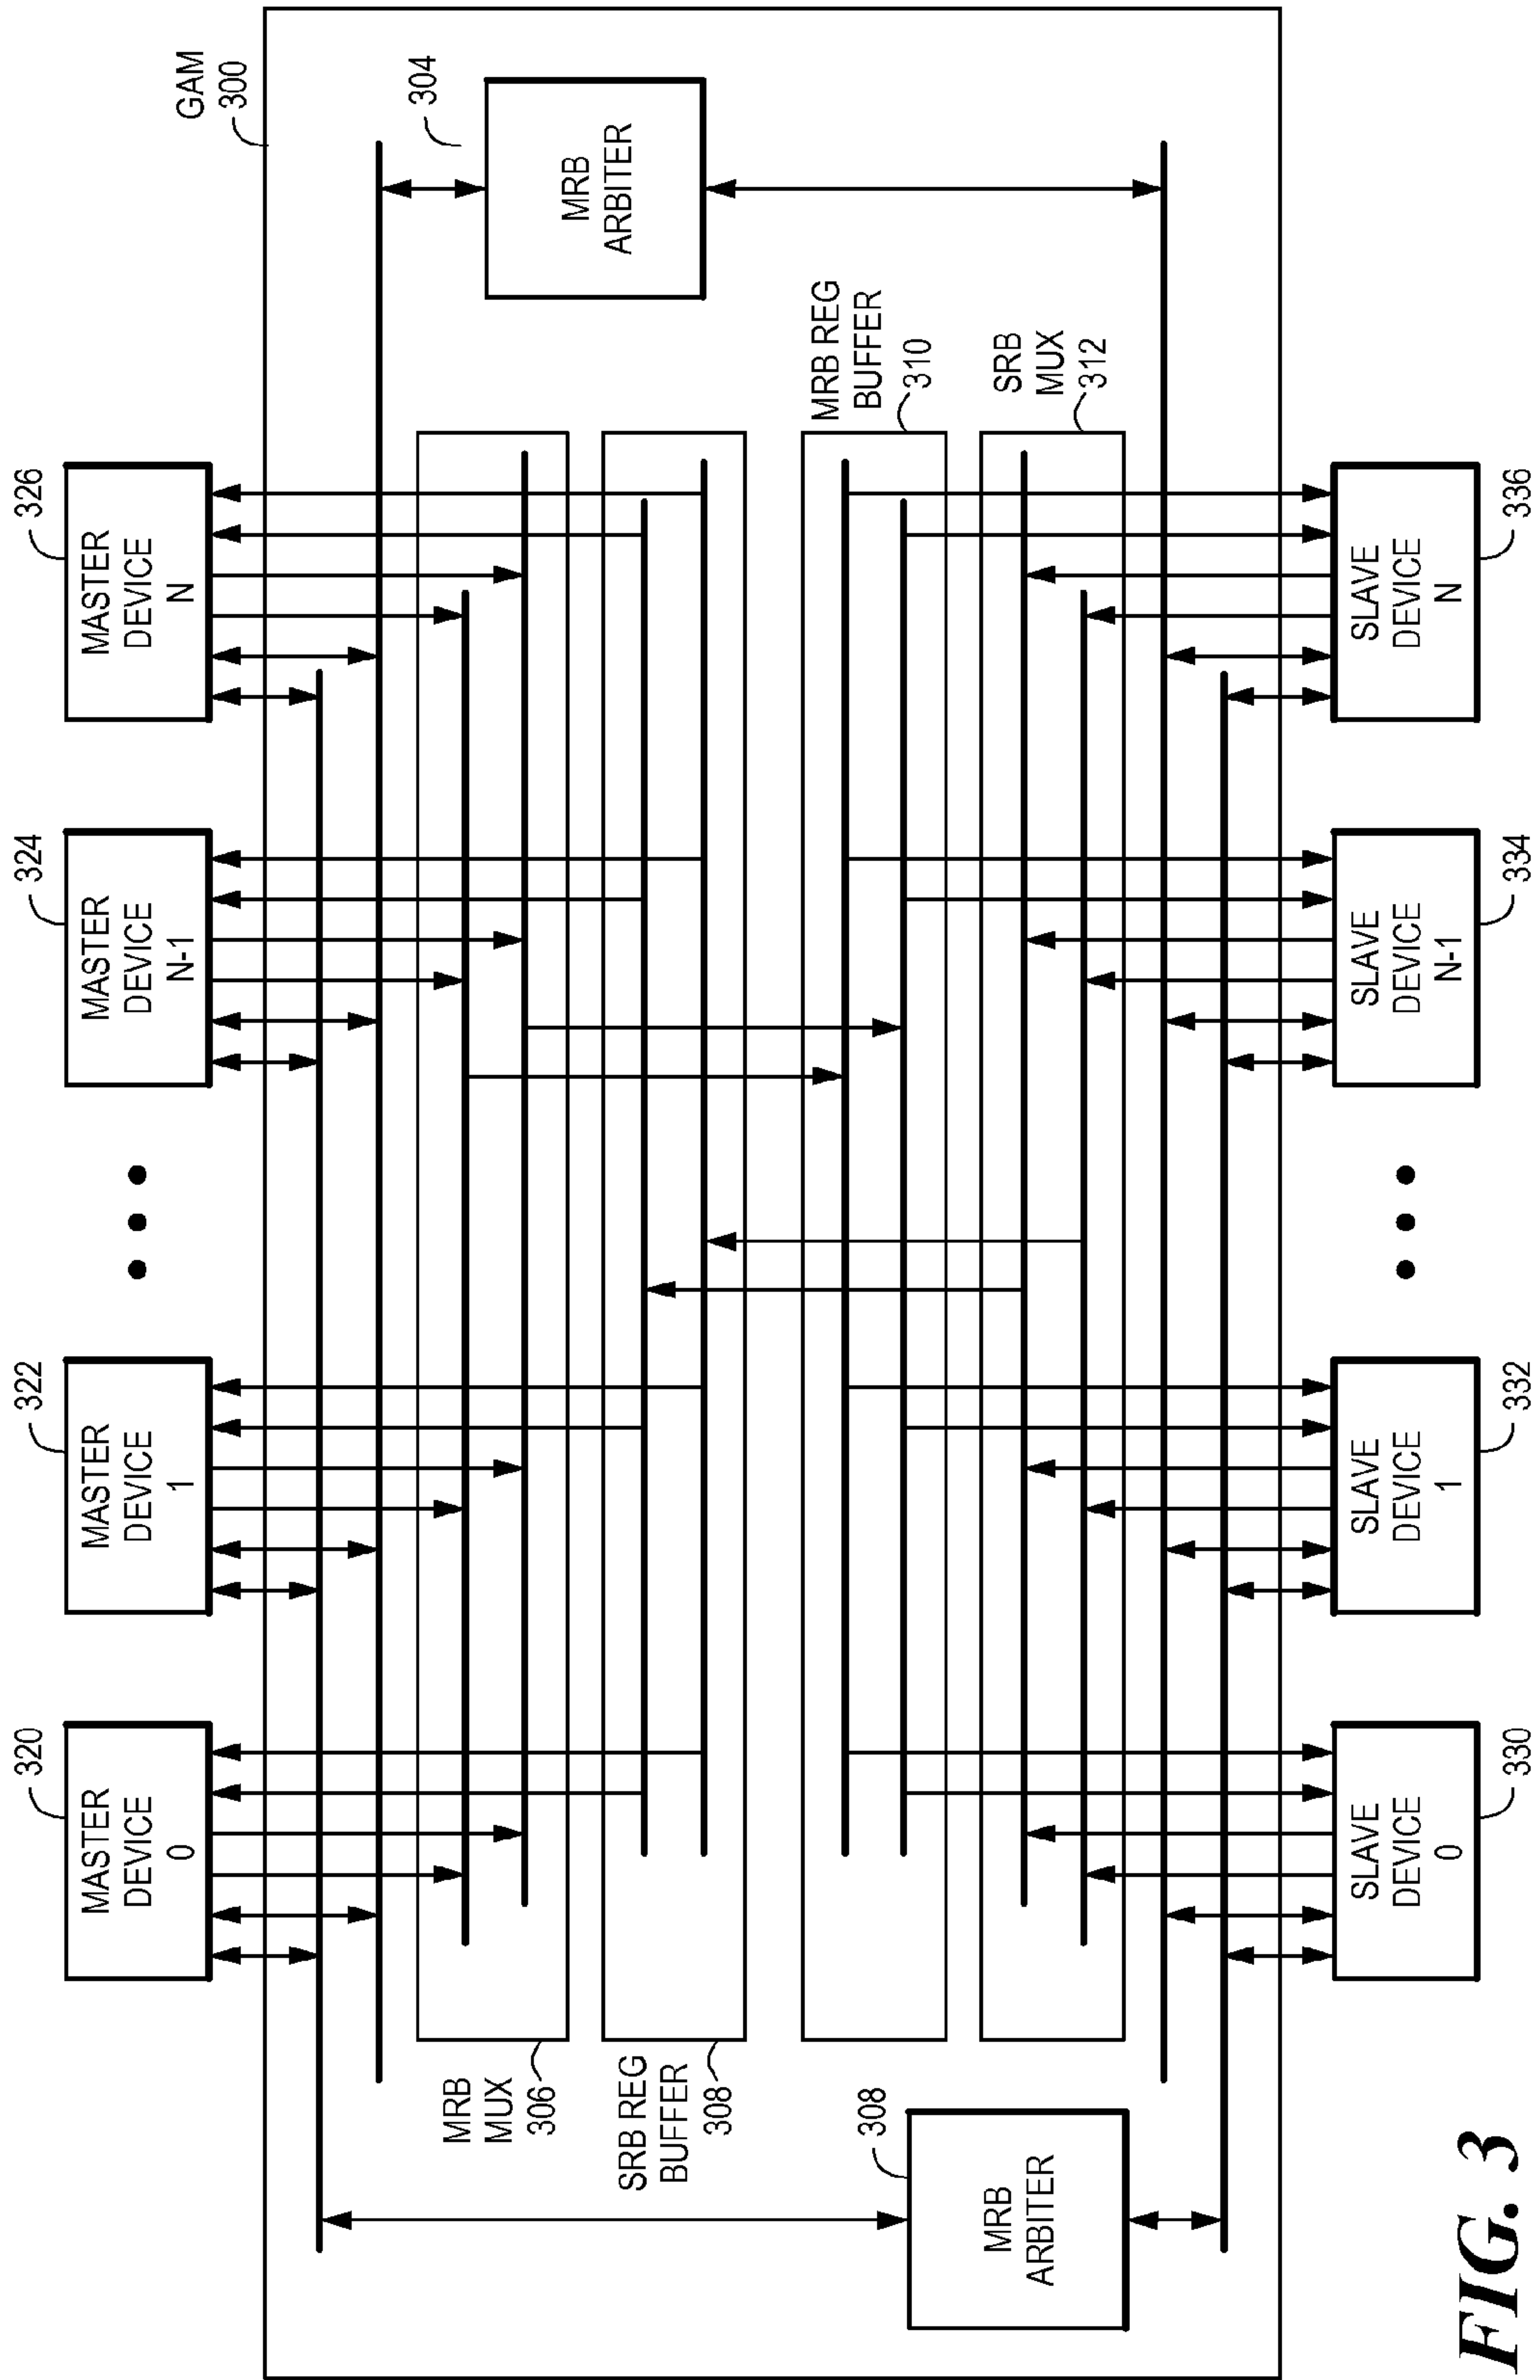 320
MASTER
DEVICE
0
322
MASTER
DEVICE
1
324
MASTER
DEVICE
N-1
326
MASTER
DEVICE
N
GAM
300
304
MRB
ARBITER
MRB
MUX
306
SRB REG
BUFFER
308
MRB REG
BUFFER
310
SRB
MUX
312
308
MRB
ARBITER
SLAVE
DEVICE
0
330
SLAVE
DEVICE
1
332
SLAVE
DEVICE
N-1
334
SLAVE
DEVICE
N
336
FIG. 3